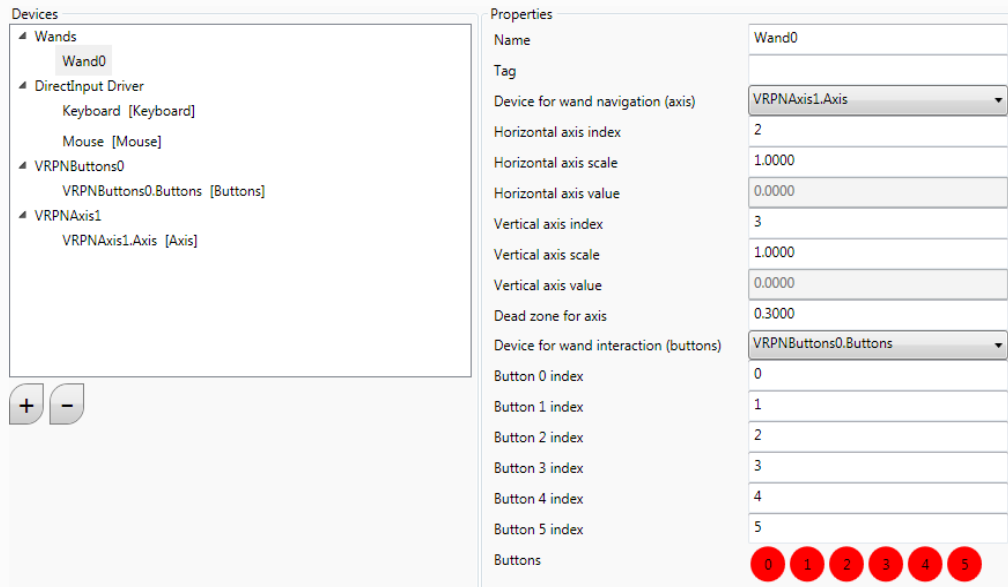 Devices
Wands
Wand0
DirectInput Driver
Keyboard [Keyboard]
Mouse [Mouse]
VRPNButtons0
VRPNButtons0.Buttons [Buttons]
VRPNAxis1
VRPNAxis1.Axis [Axis]
+ -
Properties
Name Wand0
Tag
Device for wand navigation (axis) VRPNAxis1.Axis
Horizontal axis index 2
Horizontal axis scale 1.0000
Horizontal axis value 0.0000
Vertical axis index 3
Vertical axis scale 1.0000
Vertical axis value 0.0000
Dead zone for axis 0.3000
Device for wand interaction (buttons) VRPNButtons0.Buttons
Button 0 index 0
Button 1 index 1
Button 2 index 2
Button 3 index 3
Button 4 index 4
Button 5 index 5
Buttons 0 1 2 3 4 5